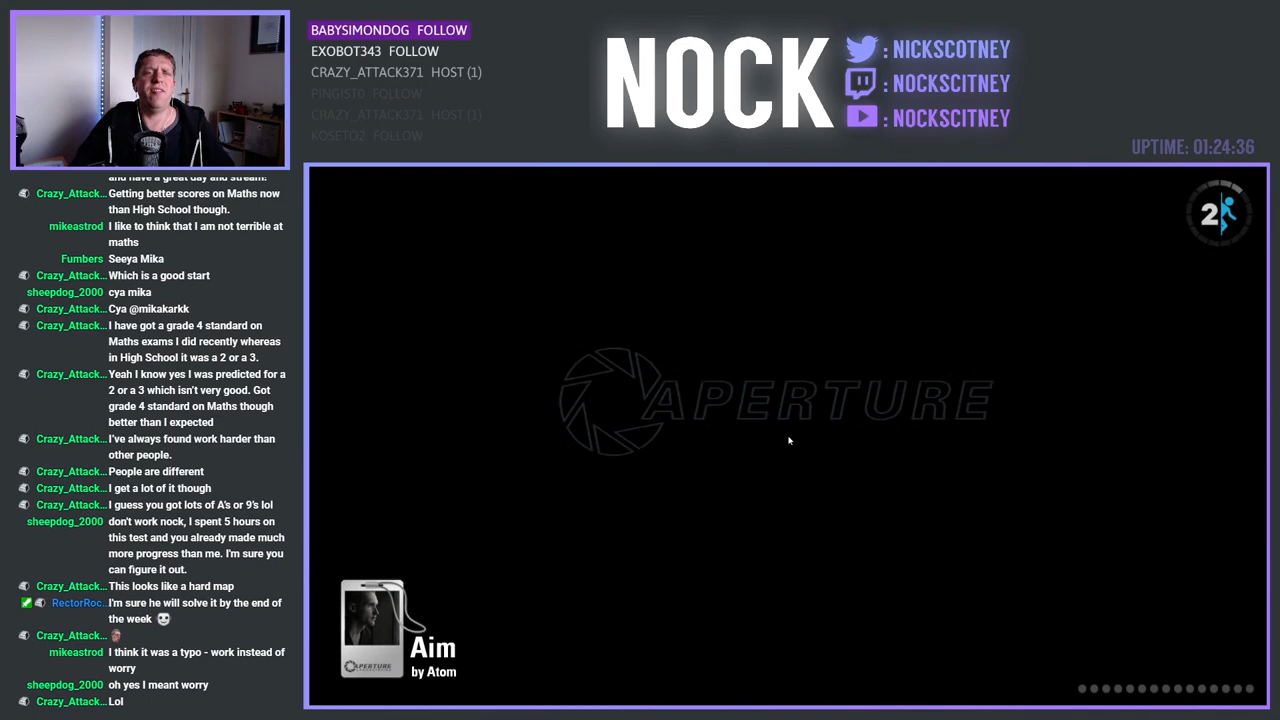 BABYSIMONDOG FOLLOW
EXOBOT343 FOLLOW
CRAZY_ATTACK371 HOST (1)
PINGIST0 FOLLOW
CRAZY_ATTACK371 HOST (1)
KOSETO2 FOLLOW
NOCK
: NICKSCOTNEY
: NOCKSCITNEY
: NOCKSCITNEY
UPTIME: 01:24:36
and have a great day and stream!
Crazy_Attack... Getting better scores on Maths now
than High School though.
mikeastrod I like to think that I am not terrible at
maths
Fumbers Seeya Mika
Crazy_Attack... Which is a good start
sheepdog_2000 cya mika
Crazy_Attack... Cya @mikakarkk
Crazy_Attack... I have got a grade 4 standard on
Maths exams I did recently whereas
in High School it was a 2 or a 3.
Crazy_Attack... Yeah I know yes I was predicted for a
2 or a 3 which isn't very good. Got
grade 4 standard on Maths though
better than I expected
Crazy_Attack... I've always found work harder than
other people.
Crazy_Attack... People are different
Crazy_Attack... I get a lot of it though
Crazy_Attack... I guess you got lots of A's or 9's lol
sheepdog_2000 don't work nock, I spent 5 hours on
this test and you already made much
more progress than me. I'm sure you
can figure it out.
Crazy_Attack... This looks like a hard map
RectorRoc... I'm sure he will solve it by the end of
the week
Crazy_Attack...
mikeastrod I think it was a typo - work instead of
worry
sheepdog_2000 oh yes I meant worry
Crazy_Attack... Lol
2
APERTURE
APERTURE
Aim
by Atom